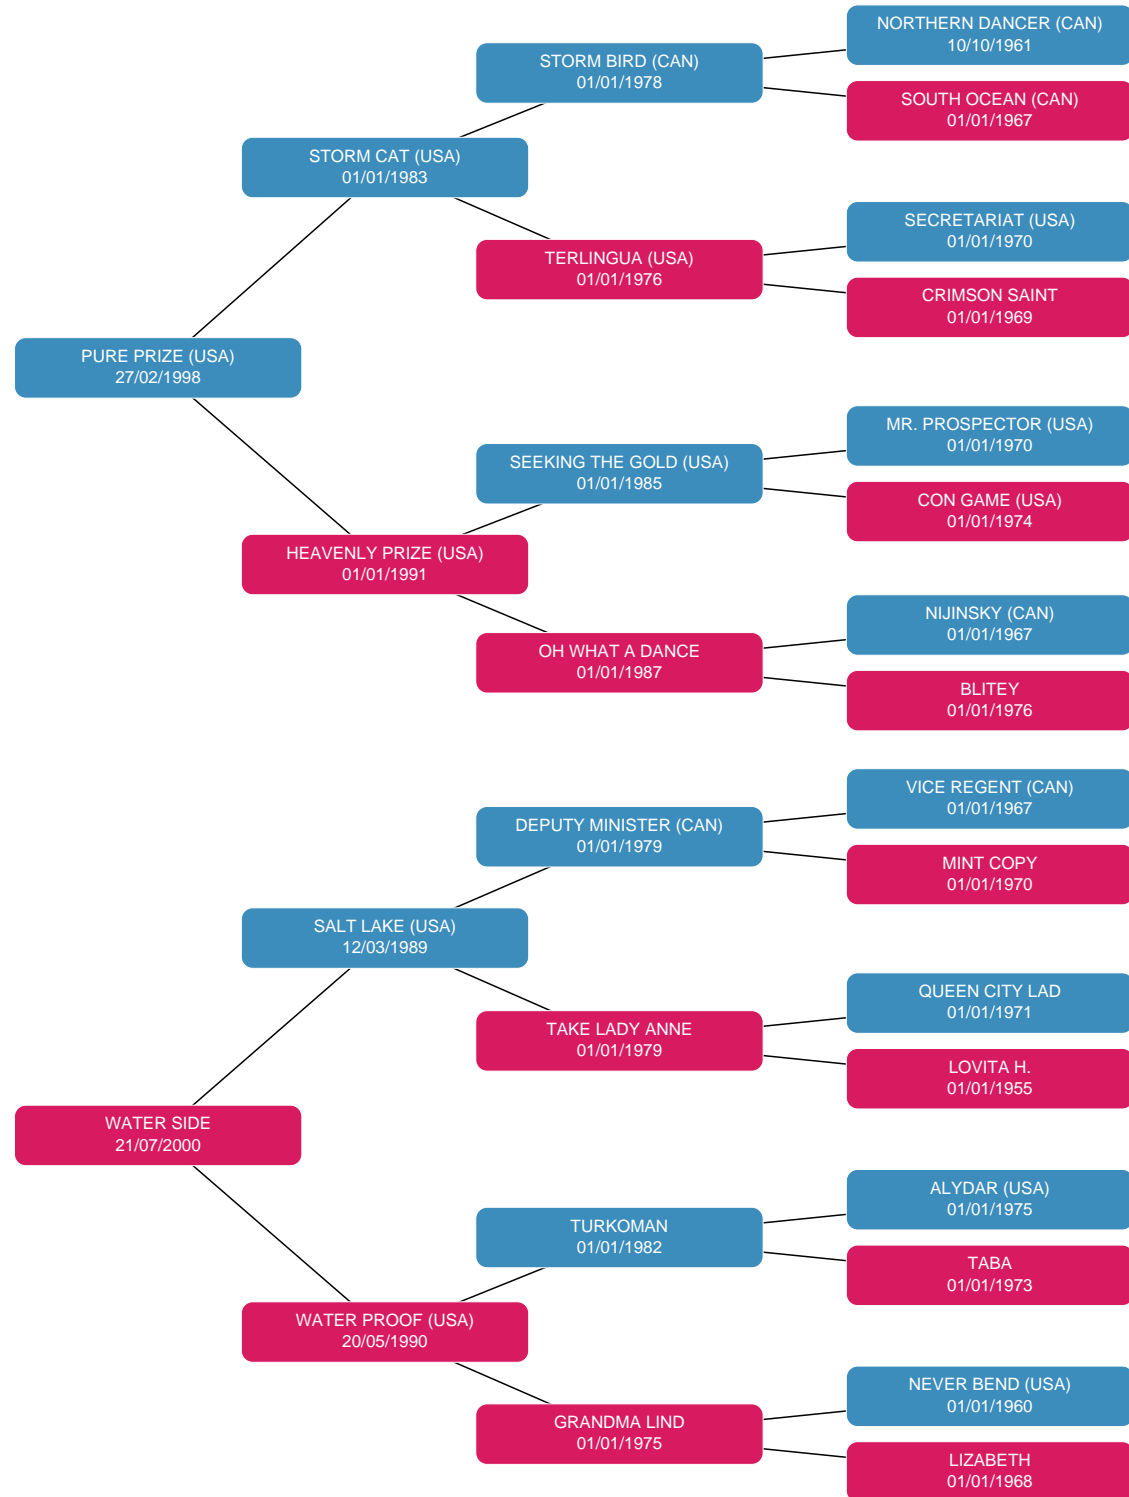 NORTHERN DANCER (CAN)
10/10/1961
STORM BIRD (CAN)
01/01/1978
SOUTH OCEAN (CAN)
01/01/1967
STORM CAT (USA)
01/01/1983
SECRETARIAT (USA)
01/01/1970
TERLINGUA (USA)
01/01/1976
CRIMSON SAINT
01/01/1969
PURE PRIZE (USA)
27/02/1998
MR. PROSPECTOR (USA)
01/01/1970
SEEKING THE GOLD (USA)
01/01/1985
CON GAME (USA)
01/01/1974
HEAVENLY PRIZE (USA)
01/01/1991
NIJINSKY (CAN)
01/01/1967
OH WHAT A DANCE
01/01/1987
BLITEY
01/01/1976
VICE REGENT (CAN)
01/01/1967
DEPUTY MINISTER (CAN)
01/01/1979
MINT COPY
01/01/1970
SALT LAKE (USA)
12/03/1989
QUEEN CITY LAD
01/01/1971
TAKE LADY ANNE
01/01/1979
LOVITA H.
01/01/1955
WATER SIDE
21/07/2000
ALYDAR (USA)
01/01/1975
TURKOMAN
01/01/1982
TABA
01/01/1973
WATER PROOF (USA)
20/05/1990
NEVER BEND (USA)
01/01/1960
GRANDMA LIND
01/01/1975
LIZABETH
01/01/1968